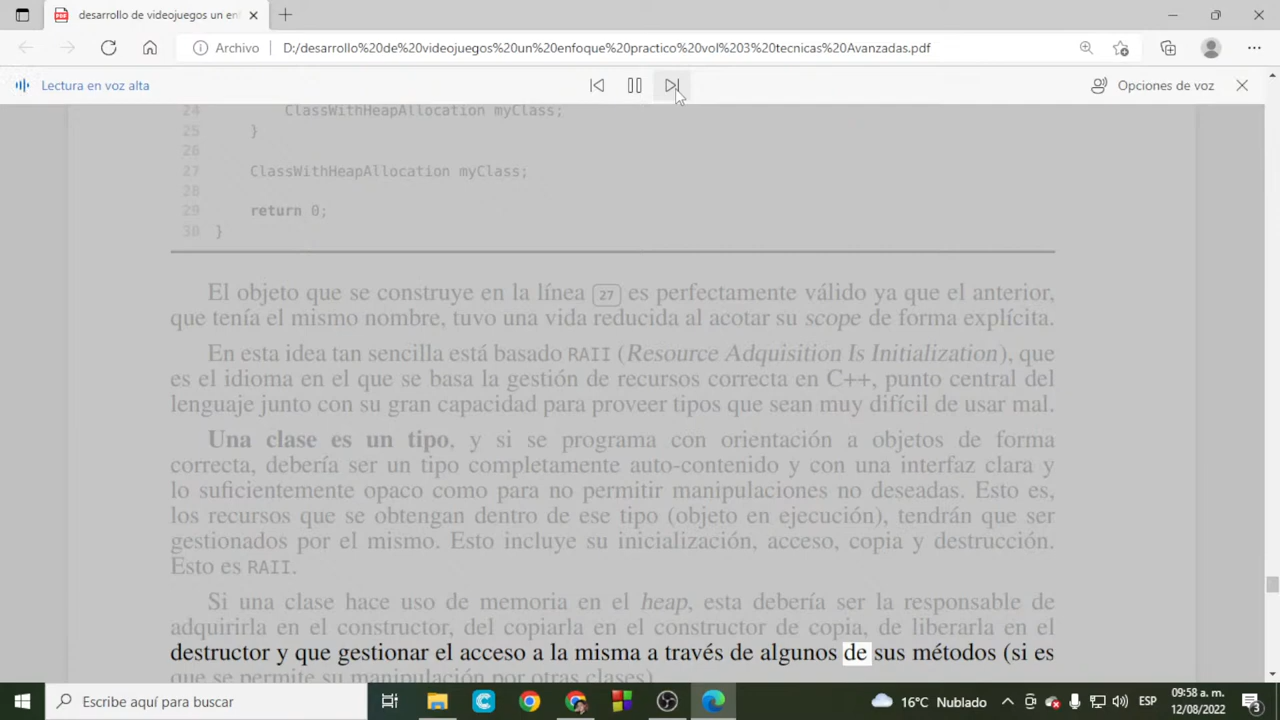 desarrollo de videojuegos un en
Archivo
D:/desarrollo%20de%20videojuegos%20un%20enfoque%20practico%20vol%203%20tecnicas%20Avanzadas.pdf
Lectura en voz alta
Opciones de voz
24 ClassWithHeapAllocation myClass;
25 }
26
27 ClassWithHeapAllocation myClass;
28
29 return 0;
30 }
El objeto que se construye en la línea 27 es perfectamente válido ya que el anterior,
que tenía el mismo nombre, tuvo una vida reducida al acotar su scope de forma explícita.
En esta idea tan sencilla está basado RAII (Resource Adquisition Is Initialization), que
es el idioma en el que se basa la gestión de recursos correcta en C++, punto central del
lenguaje junto con su gran capacidad para proveer tipos que sean muy difícil de usar mal.
Una clase es un tipo, y si se programa con orientación a objetos de forma
correcta, debería ser un tipo completamente auto-contenido y con una interfaz clara y
lo suficientemente opaco como para no permitir manipulaciones no deseadas. Esto es,
los recursos que se obtengan dentro de ese tipo (objeto en ejecución), tendrán que ser
gestionados por el mismo. Esto incluye su inicialización, acceso, copia y destrucción.
Esto es RAII.
Si una clase hace uso de memoria en el heap, esta debería ser la responsable de
adquirirla en el constructor, del copiarla en el constructor de copia, de liberarla en el
destructor y que gestionar el acceso a la misma a través de algunos de sus métodos (si es
que se permite su manipulación por otras clases)
Escribe aquí para buscar
16°C Nublado
ESP
09:58 a. m.
12/08/2022
3